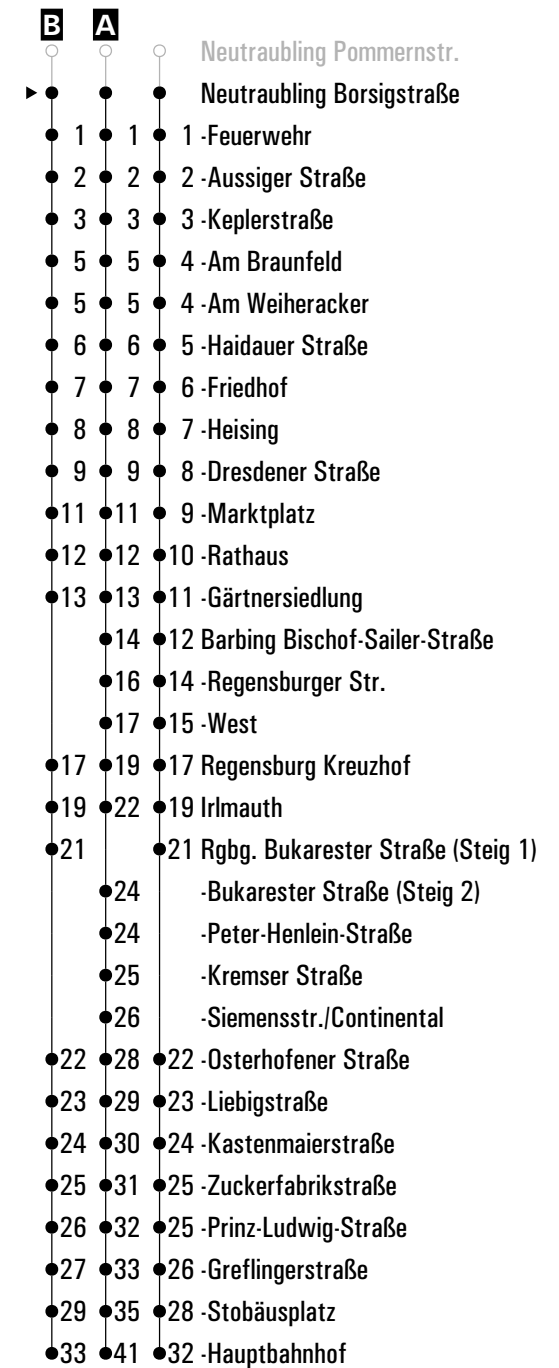 B A
Neutraubling Pommernstr.
Neutraubling Borsigstraße
1 1 1 -Feuerwehr
2 2 2 -Aussiger Straße
3 3 3 -Keplerstraße
5 5 4 -Am Braunfeld
5 5 4 -Am Weiheracker
6 6 5 -Haidauer Straße
7 7 6 -Friedhof
8 8 7 -Heising
9 9 8 -Dresdener Straße
11 11 9 -Marktplatz
12 12 10 -Rathaus
13 13 11 -Gärtnersiedlung
14 12 Barbing Bischof-Sailer-Straße
16 14 -Regensburger Str.
17 15 -West
17 19 17 Regensburg Kreuzhof
19 22 19 Irlmauth
21 21 Rgbg. Bukarester Straße (Steig 1)
24 -Bukarester Straße (Steig 2)
24 -Peter-Henlein-Straße
25 -Kremser Straße
26 -Siemensstr./Continental
22 28 22 -Osterhofener Straße
23 29 23 -Liebigstraße
24 30 24 -Kastenmaierstraße
25 31 25 -Zuckerfabrikstraße
26 32 25 -Prinz-Ludwig-Straße
27 33 26 -Greflingerstraße
29 35 28 -Stobäusplatz
33 41 32 -Hauptbahnhof